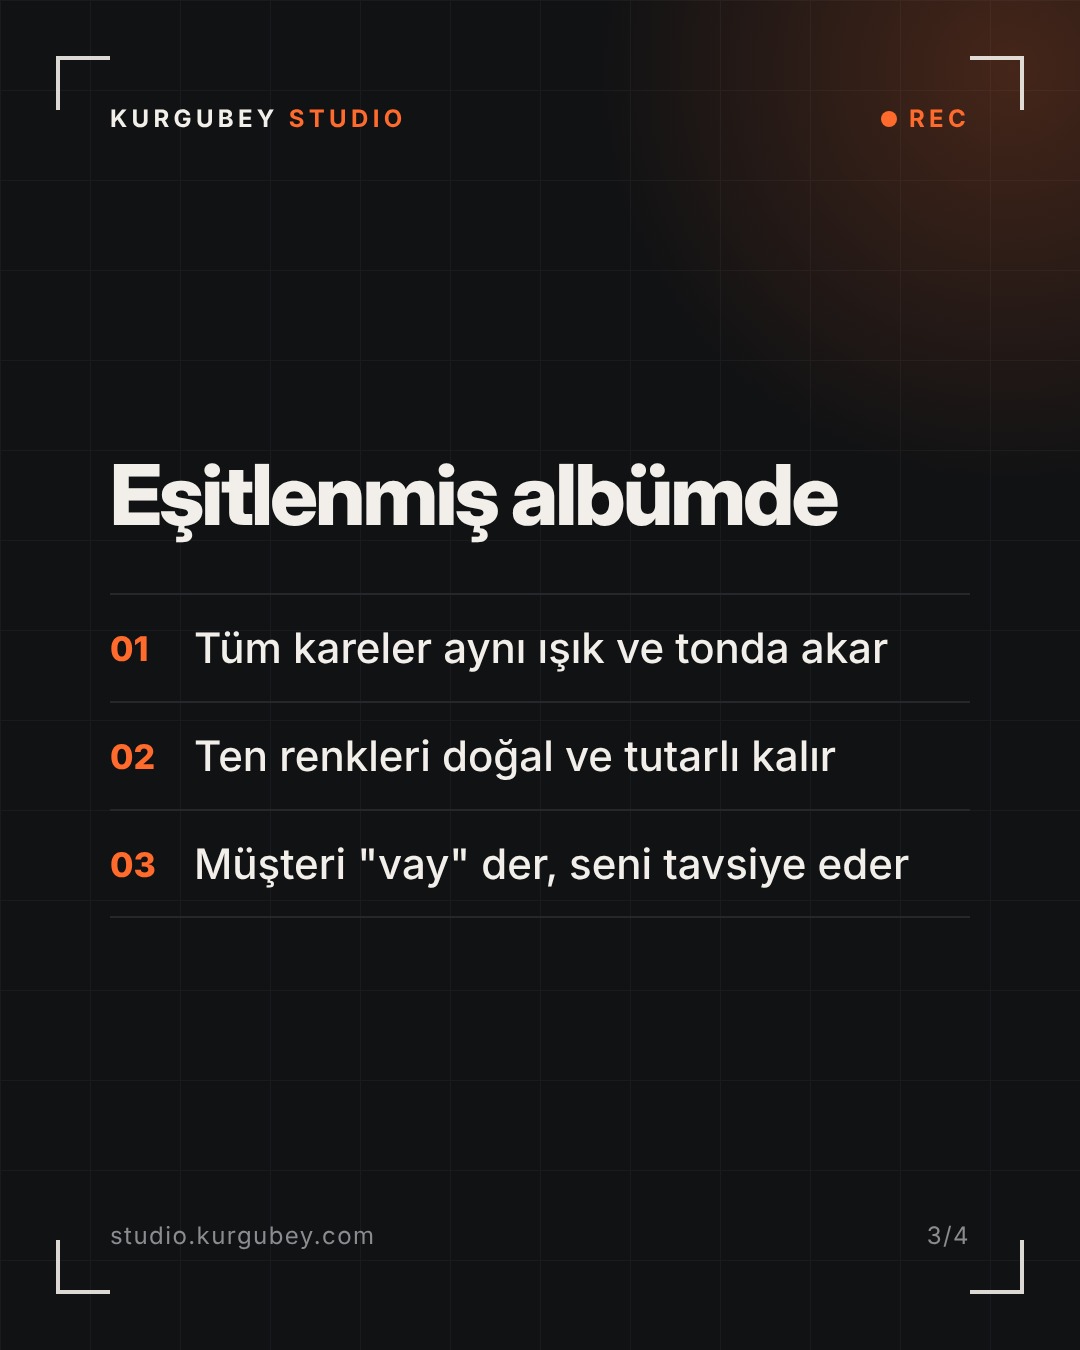 KURGUBEY STUDIO
REC
Eşitlenmiş albümde
01 Tüm kareler aynı ışık ve tonda akar
02 Ten renkleri doğal ve tutarlı kalır
03 Müşteri "vay" der, seni tavsiye eder
studio.kurgubey.com
3/4